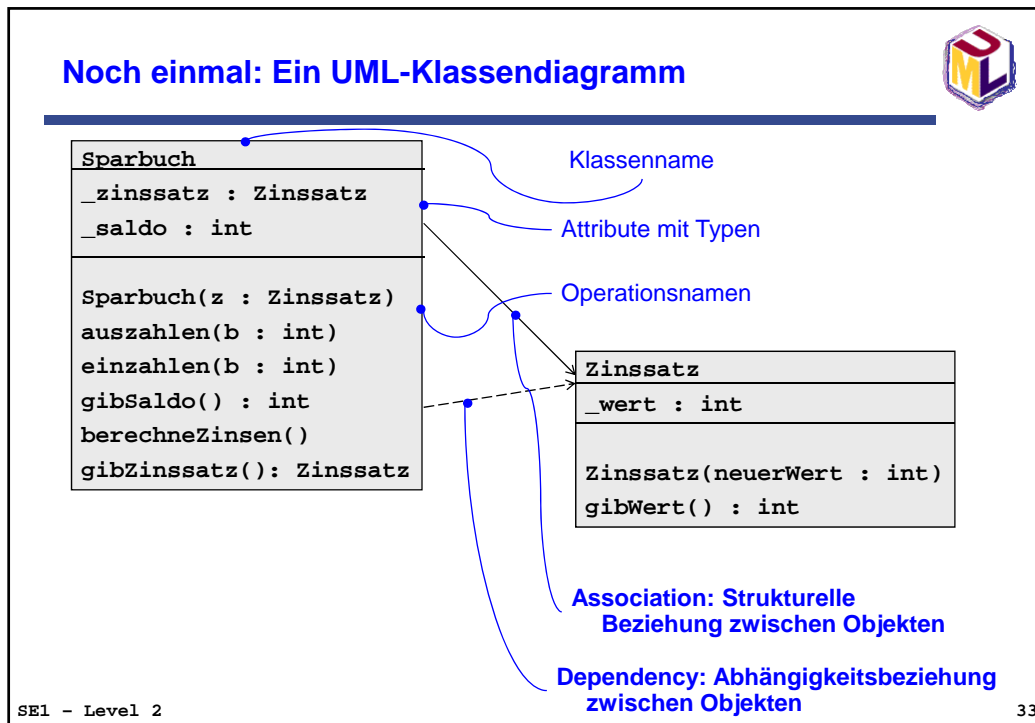 Noch einmal: Ein UML-Klassendiagramm
UML
Sparbuch
_zinssatz : Zinssatz
_saldo : int
Sparbuch(z : Zinssatz)
auszahlen(b : int)
einzahlen(b : int)
gibSaldo() : int
berechneZinsen()
gibZinssatz(): Zinssatz
Klassenname
Attribute mit Typen
Operationsnamen
Zinssatz
_wert : int
Zinssatz(neuerWert : int)
gibWert() : int
Association: Strukturelle
Beziehung zwischen Objekten
Dependency: Abhängigkeitsbeziehung
zwischen Objekten
SE1 – Level 2
33